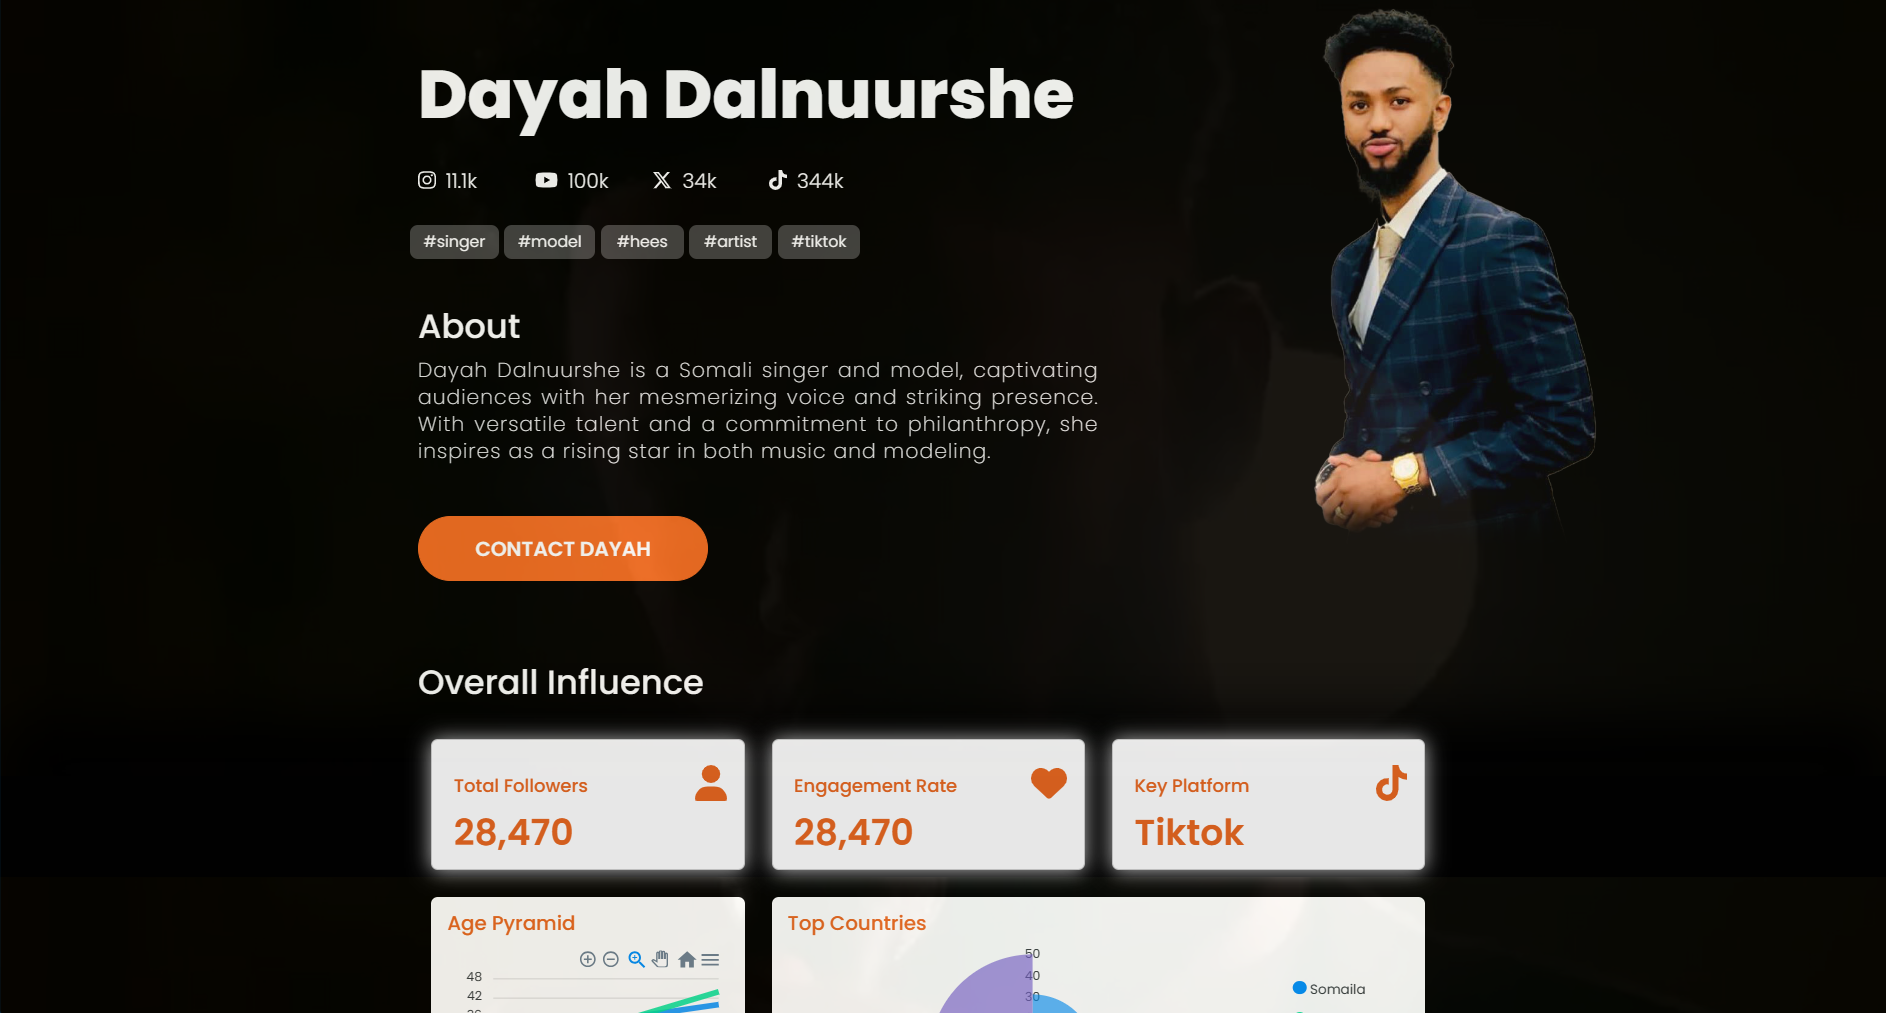 Dayah Dalnuurshe
11.1k 100k 34k 344k
#singer #model #hees #artist #tiktok
About
Dayah Dalnuurshe is a Somali singer and model, captivating
audiences with her mesmerizing voice and striking presence.
With versatile talent and a commitment to philanthropy, she
inspires as a rising star in both music and modeling.
CONTACT DAYAH
Overall Influence
Total Followers
28,470
Engagement Rate
28,470
Key Platform
Tiktok
Age Pyramid
48
42
Top Countries
50
40
30
Somaila